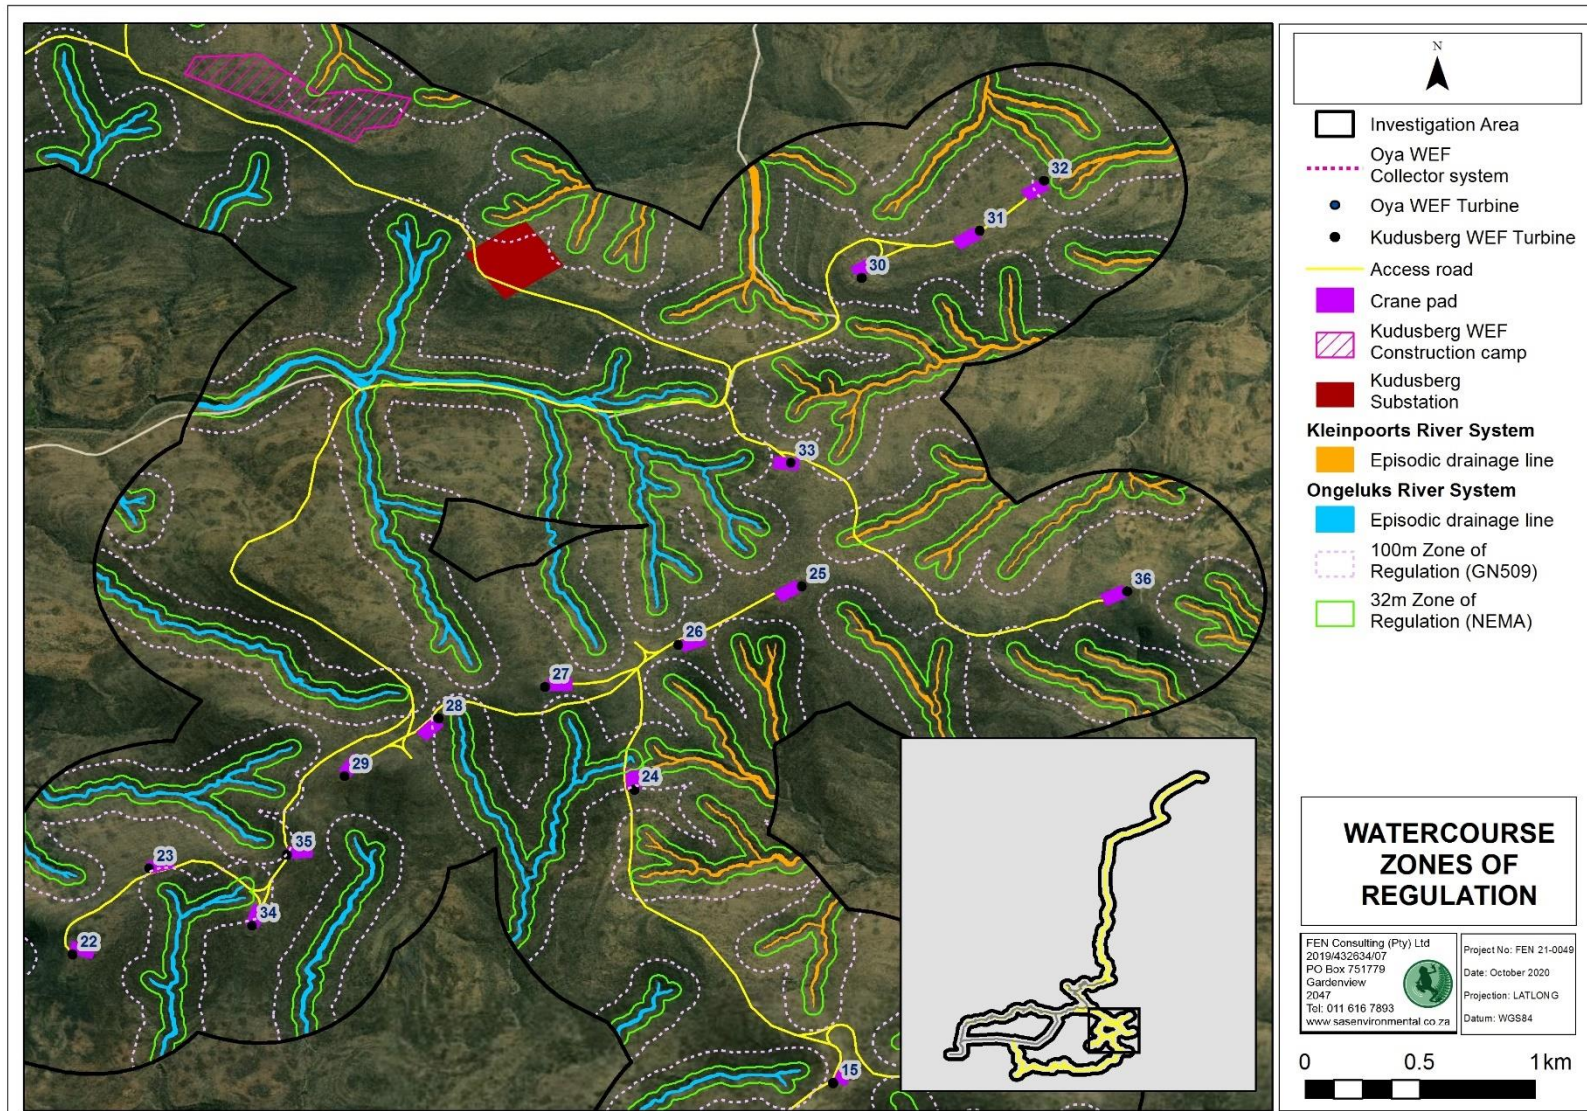 32
31
30
33
25
36
26
27
28
24
29
35
23
34
22
15
N
Investigation Area
Oya WEF
Collector system
Oya WEF Turbine
Kudusberg WEF Turbine
Access road
Crane pad
Kudusberg WEF
Construction camp
Kudusberg
Substation
Kleinpoorts River System
Episodic drainage line
Ongeluks River System
Episodic drainage line
100m Zone of
Regulation (GN509)
32m Zone of
Regulation (NEMA)
WATERCOURSE
ZONES OF
REGULATION
FEN Consulting (Pty) Ltd
2019/432634/07
PO Box 751779
Gardenview
2047
Tel: 011 616 7893
www.sasenvironmental.co.za
Project No: FEN 21-0049
Date: October 2020
Projection: LATLONG
Datum: WGS84
0 0.5 1km